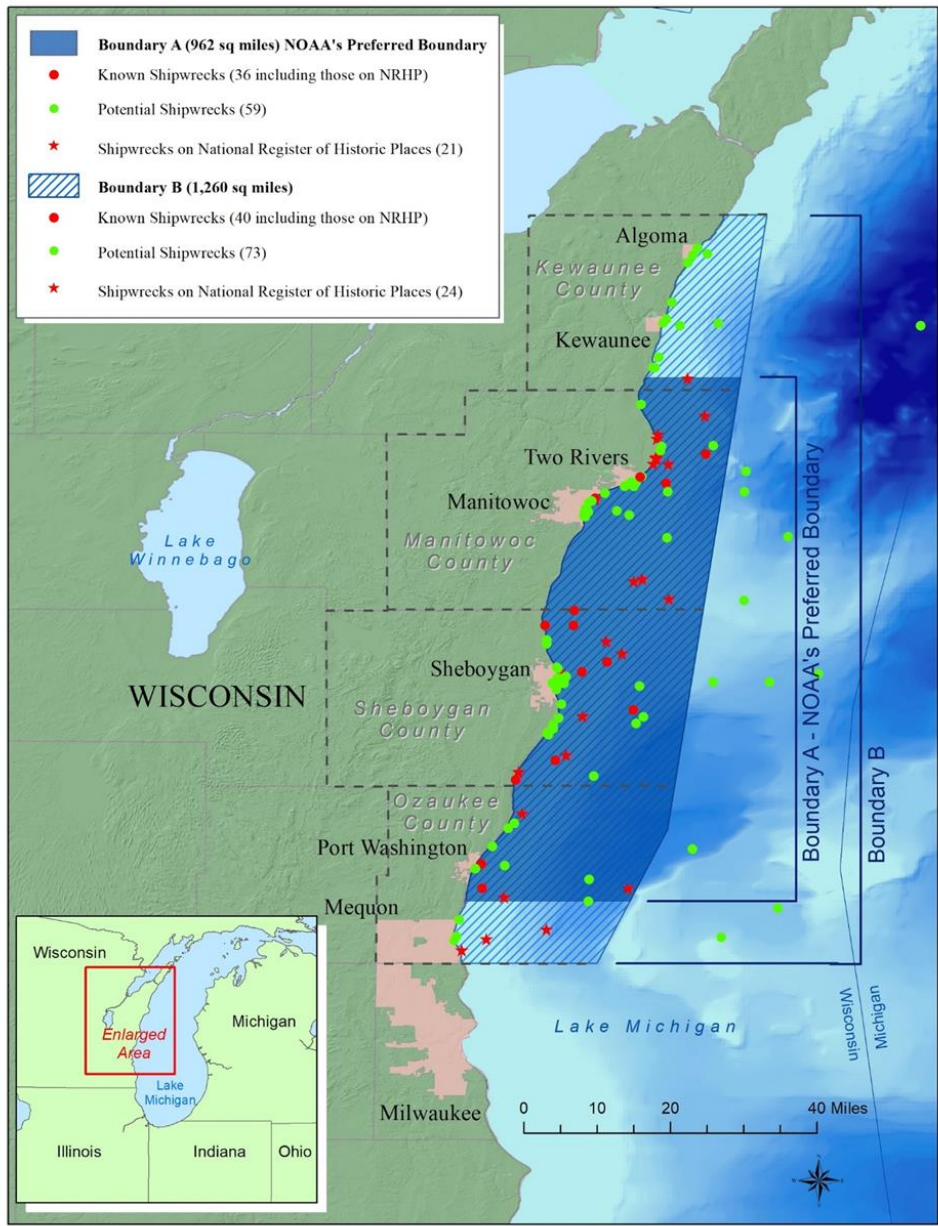 Boundary A (962 sq miles) NOAA's Preferred Boundary
Known Shipwrecks (36 including those on NRHP)
Potential Shipwrecks (59)
Shipwrecks on National Register of Historic Places (21)
Boundary B (1,260 sq miles)
Known Shipwrecks (40 including those on NRHP)
Potential Shipwrecks (73)
Shipwrecks on National Register of Historic Places (24)
Algoma
Kewaunee
County
Kewaunee
Two Rivers
Manitowoc
Manitowoc
County
Lake
Winnebago
Sheboygan
WISCONSIN
Sheboygan
County
Ozaukee
County
Port Washington
Mequon
Milwaukee
Boundary A - NOAA's Preferred Boundary
Boundary B
Lake Michigan
Wisconsin
Michigan
0 10 20 40 Miles
N
E
S
W
Wisconsin
Michigan
Enlarged
Area
Lake
Michigan
Illinois
Indiana
Ohio